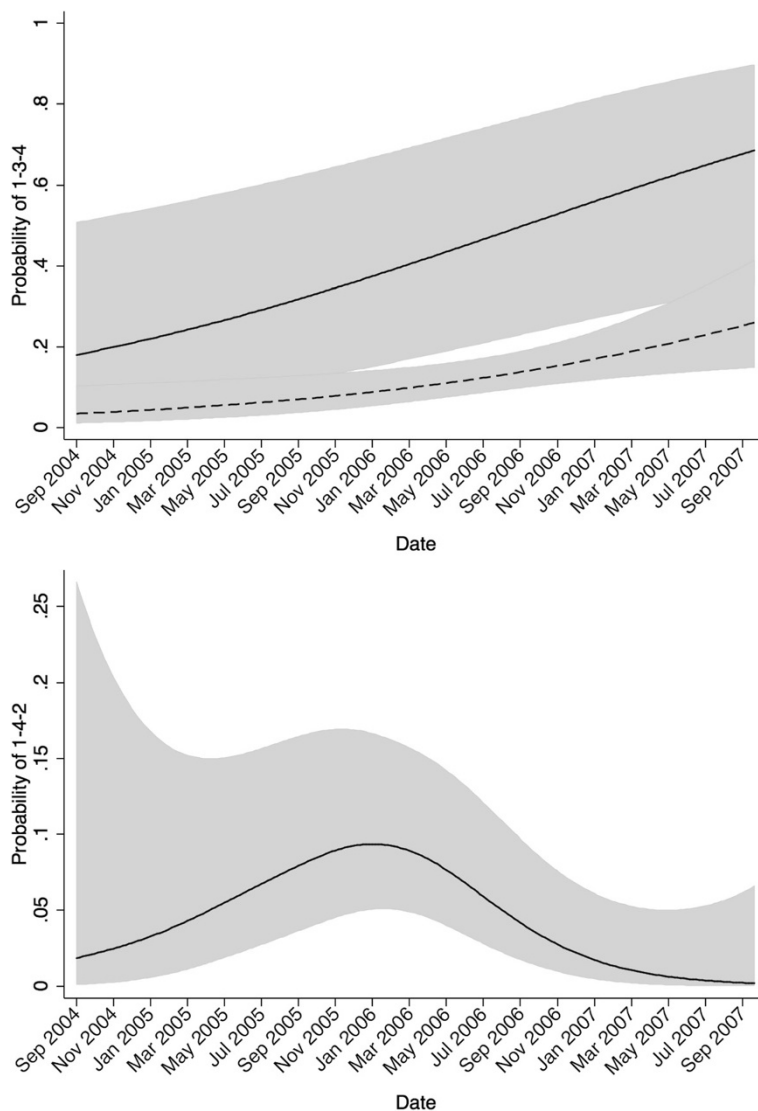 Probability of 1-3-4
1
.8
.6
.4
.2
0
Sep 2004
Nov 2004
Jan 2005
Mar 2005
May 2005
Jul 2005
Sep 2005
Nov 2005
Jan 2006
Mar 2006
May 2006
Jul 2006
Sep 2006
Nov 2006
Jan 2007
Mar 2007
May 2007
Jul 2007
Sep 2007
Date
Probability of 1-4-2
.25
.2
.15
.1
.05
0
Sep 2004
Nov 2004
Jan 2005
Mar 2005
May 2005
Jul 2005
Sep 2005
Nov 2005
Jan 2006
Mar 2006
May 2006
Jul 2006
Sep 2006
Nov 2006
Jan 2007
Mar 2007
May 2007
Jul 2007
Sep 2007
Date